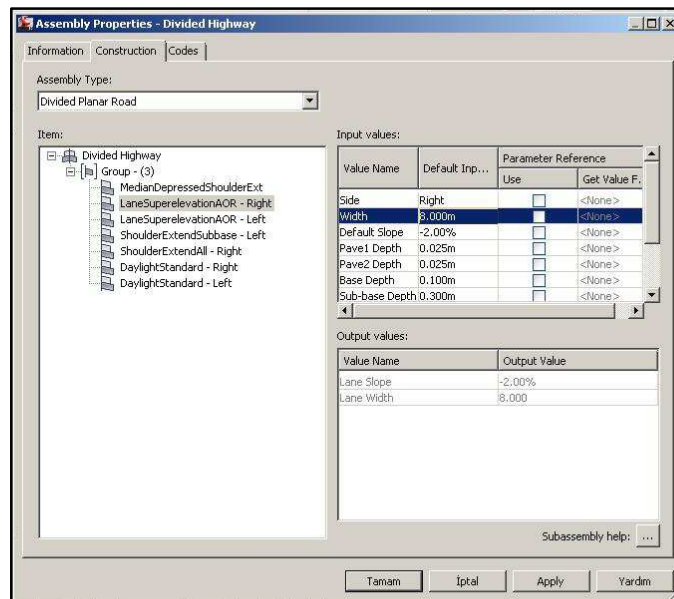 Assembly Properties - Divided Highway
Information Construction Codes
Assembly Type:
Divided Planar Road
Item:
Divided Highway
Group - (3)
MedianDepressedShoulderExt
LaneSuperelevationAOR - Right
LaneSuperelevationAOR - Left
ShoulderExtendSubbase - Left
ShoulderExtendAll - Right
DaylightStandard - Right
DaylightStandard - Left
Input values:
Value Name Default Inp... Parameter Reference
Use Get Value F.
Side Right <None>
Width 8.000m <None>
Default Slope -2.00% <None>
Pave1 Depth 0.025m <None>
Pave2 Depth 0.025m <None>
Base Depth 0.100m <None>
Sub-base Depth 0.300m <None>
Output values:
Value Name Output Value
Lane Slope -2.00%
Lane Width 8.000
Subassembly help: ...
Tamam İptal Apply Yardım